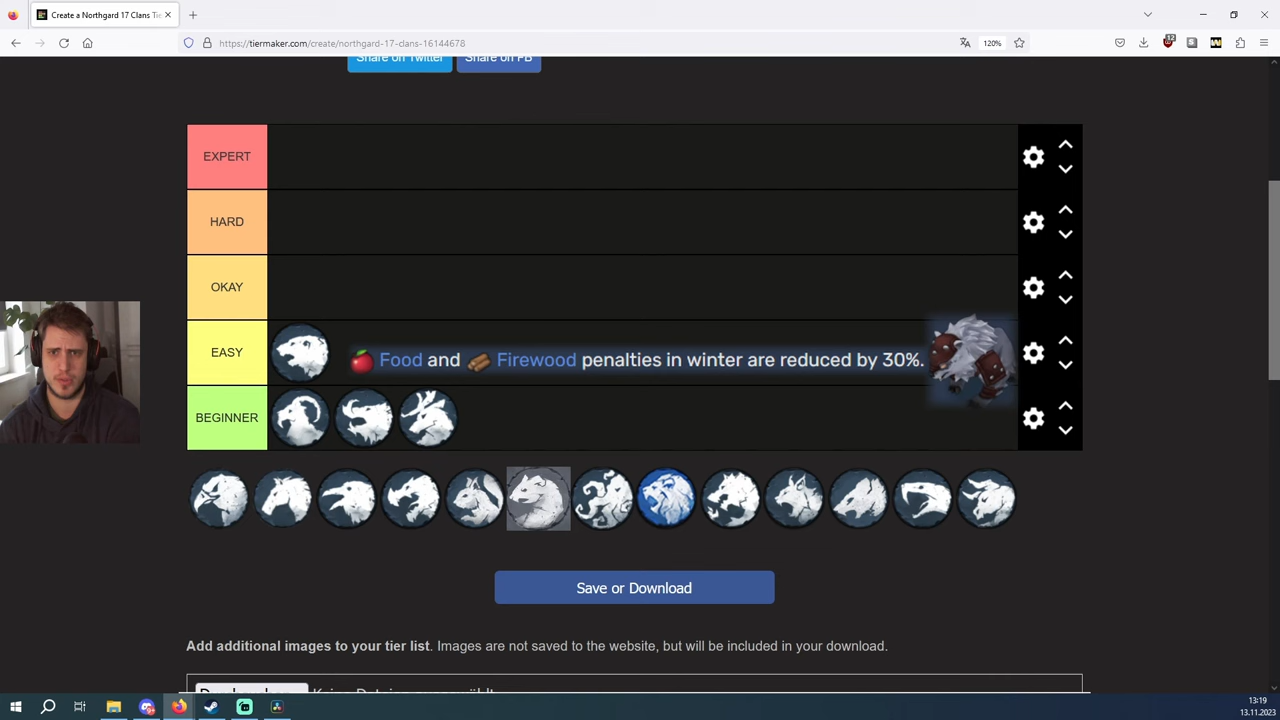 Create a Northgard 17 Clans Tie
https://tiermaker.com/create/northgard-17-clans-16144678
120%
12
Share on Twitter
Share on FB
EXPERT
HARD
OKAY
EASY
Food and Firewood penalties in winter are reduced by 30%.
BEGINNER
Save or Download
Add additional images to your tier list. Images are not saved to the website, but will be included in your download.
13:19
13.11.2023